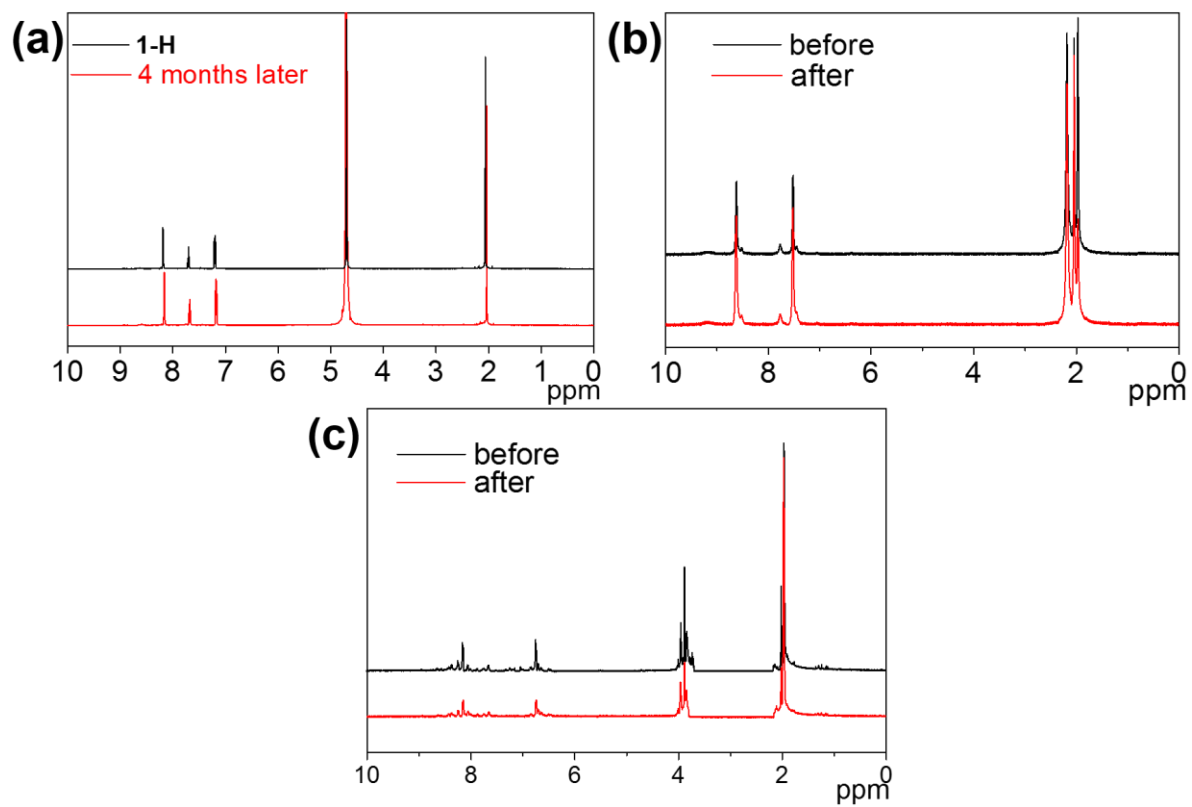 (a)
1-H
4 months later
10 9 8 7 6 5 4 3 2 1 0
ppm
(b)
before
after
10 8 6 4 2 0
ppm
(c)
before
after
10 8 6 4 2 0
ppm